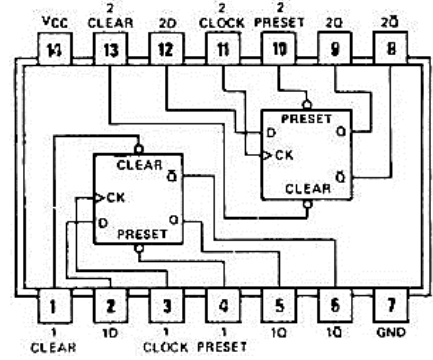 2 2 2
VCC CLEAR 2D CLOCK PRESET 2Q 2Q̅
14 13 12 11 10 9 8
PRESET
D Q
CK
Q̅
CLEAR
CLEAR
Q̅
CK
D Q
PRESET
1 2 3 4 5 6 7
1 1D 1 1 1Q 1Q̅ GND
CLEAR CLOCK PRESET